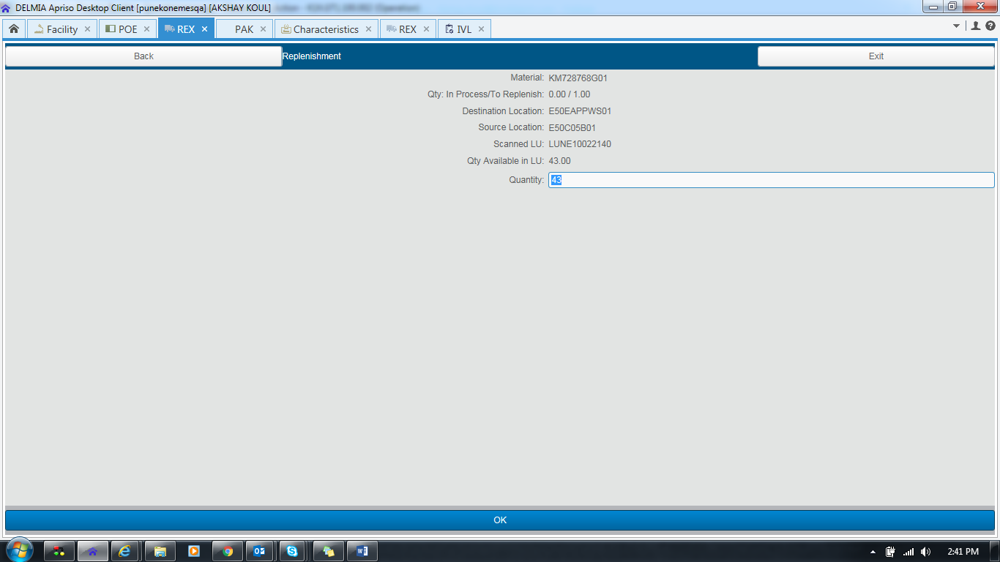 DELMIA Apriso Desktop Client [punekonemesqa] [AKSHAY KOUL]
Facility POE REX PAK Characteristics REX IVL
Back Replenishment Exit
Material: KM728768G01
Qty: In Process/To Replenish: 0.00 / 1.00
Destination Location: E50EAPPWS01
Source Location: E50C05B01
Scanned LU: LUNE10022140
Qty Available in LU: 43.00
Quantity: 43
OK
2:41 PM